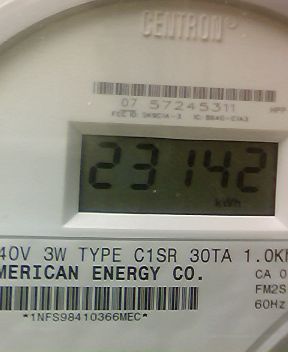 CENTRON
07 57245311
23142
kWh
40V 3W TYPE C1SR 30TA 1.0K
MERICAN ENERGY CO.
CA 0
FM2S
60Hz
*1NFS98410366MEC*